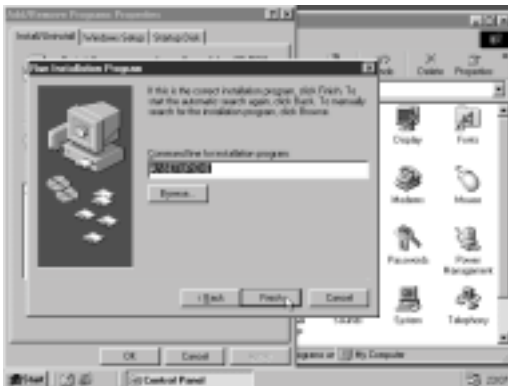 Add/Remove Programs Properties
Install/Uninstall Windows Setup Startup Disk
Run Installation Program
If this is the correct installation program, click Finish. To
start the automatic search again, click Back. To manually
search for the installation program, click Browse.
Command line for installation program:
Browse...
< Back Finish Cancel
OK Cancel
Delete Properties
Display Fonts
Modems Mouse
Passwords Power
Management
Sounds System Telephony
My Computer
Start Control Panel